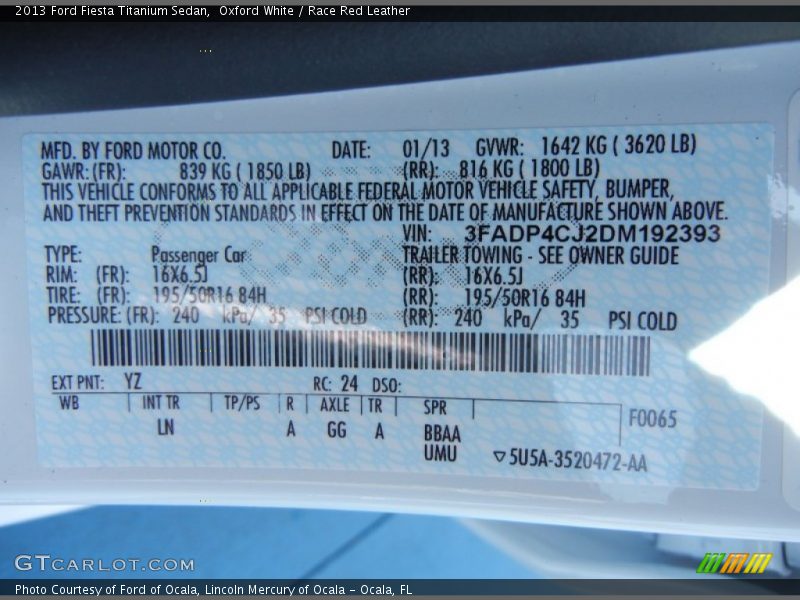 2013 Ford Fiesta Titanium Sedan,  Oxford White / Race Red Leather
MFD. BY FORD MOTOR CO. DATE: 01/13 GVWR: 1642 KG ( 3620 LB)
GAWR: (FR): 839 KG ( 1850 LB) (RR): 816 KG ( 1800 LB)
THIS VEHICLE CONFORMS TO ALL APPLICABLE FEDERAL MOTOR VEHICLE SAFETY, BUMPER,
AND THEFT PREVENTION STANDARDS IN EFFECT ON THE DATE OF MANUFACTURE SHOWN ABOVE.
VIN: 3FADP4CJ2DM192393
TYPE: Passenger Car TRAILER TOWING - SEE OWNER GUIDE
RIM: (FR): 16X6.5J (RR): 16X6.5J
TIRE: (FR): 195/50R16 84H (RR): 195/50R16 84H
PRESSURE: (FR): 240 kPa/ 35 PSI COLD (RR): 240 kPa/ 35 PSI COLD
EXT PNT: YZ RC: 24 DSO:
WB INT TR TP/PS R AXLE TR SPR F0065
LN A GG A BBAA
UMU ▽5U5A-3520472-AA
GTCARLOT.COM
Photo Courtesy of Ford of Ocala, Lincoln Mercury of Ocala - Ocala, FL